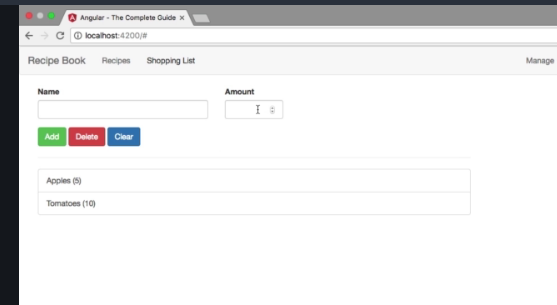 Angular - The Complete Guide
localhost:4200/#
Recipe Book Recipes Shopping List Manage
Name Amount
Add Delete Clear
Apples (5)
Tomatoes (10)